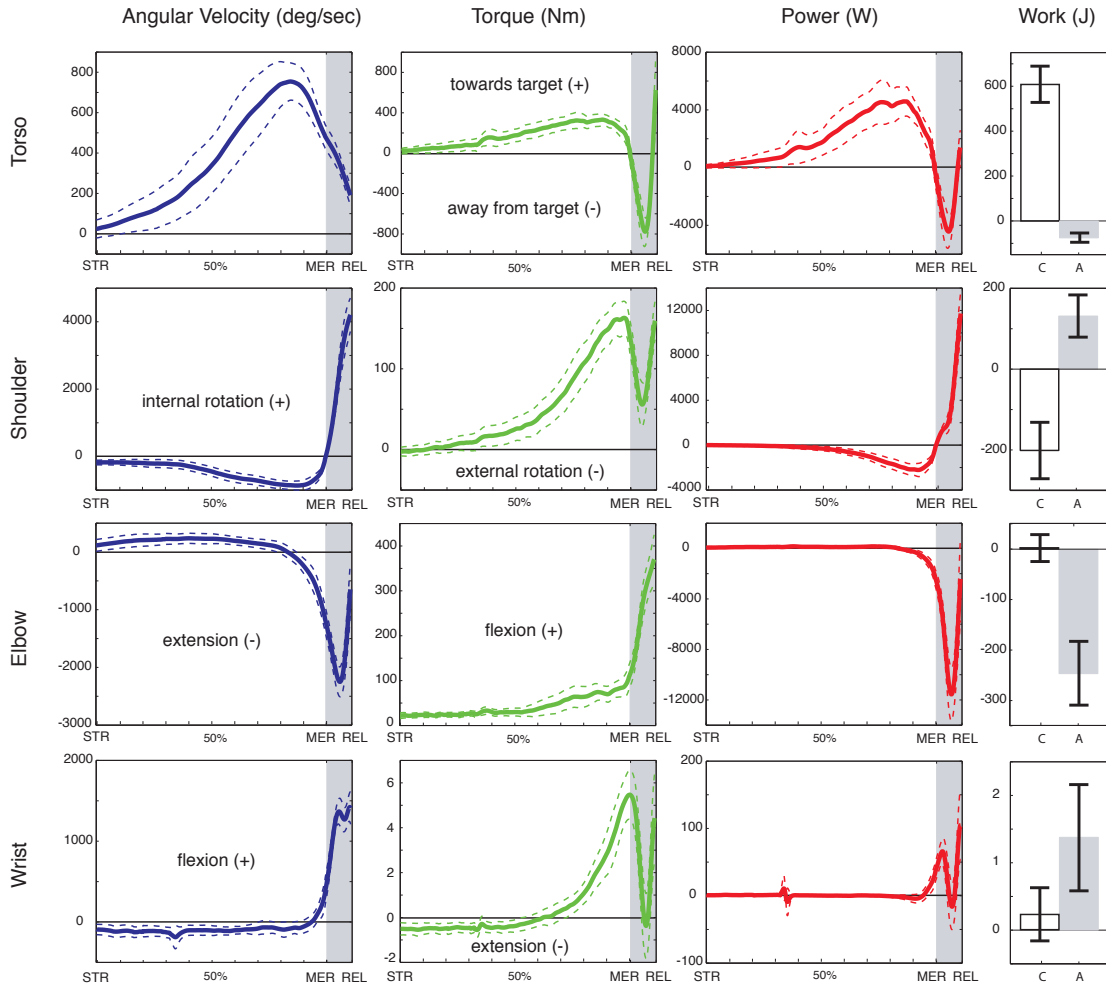 Angular Velocity (deg/sec) Torque (Nm) Power (W) Work (J)
Torso
800
600
400
200
0
STR 50% MER REL
800
400
0
-400
-800
towards target (+)
away from target (-)
STR 50% MER REL
8000
4000
0
-4000
STR 50% MER REL
600
400
200
0
C A
Shoulder
4000
2000
0
internal rotation (+)
STR 50% MER REL
200
100
0
external rotation (-)
STR 50% MER REL
12000
8000
4000
0
-4000
STR 50% MER REL
200
100
0
-200
C A
Elbow
0
-1000
-2000
-3000
extension (-)
STR 50% MER REL
400
300
200
100
0
flexion (+)
STR 50% MER REL
0
-4000
-8000
-12000
STR 50% MER REL
0
-100
-200
-300
C A
Wrist
2000
1000
0
flexion (+)
STR 50% MER REL
6
4
2
0
-2
extension (-)
STR 50% MER REL
200
100
0
-100
STR 50% MER REL
2
1
0
C A